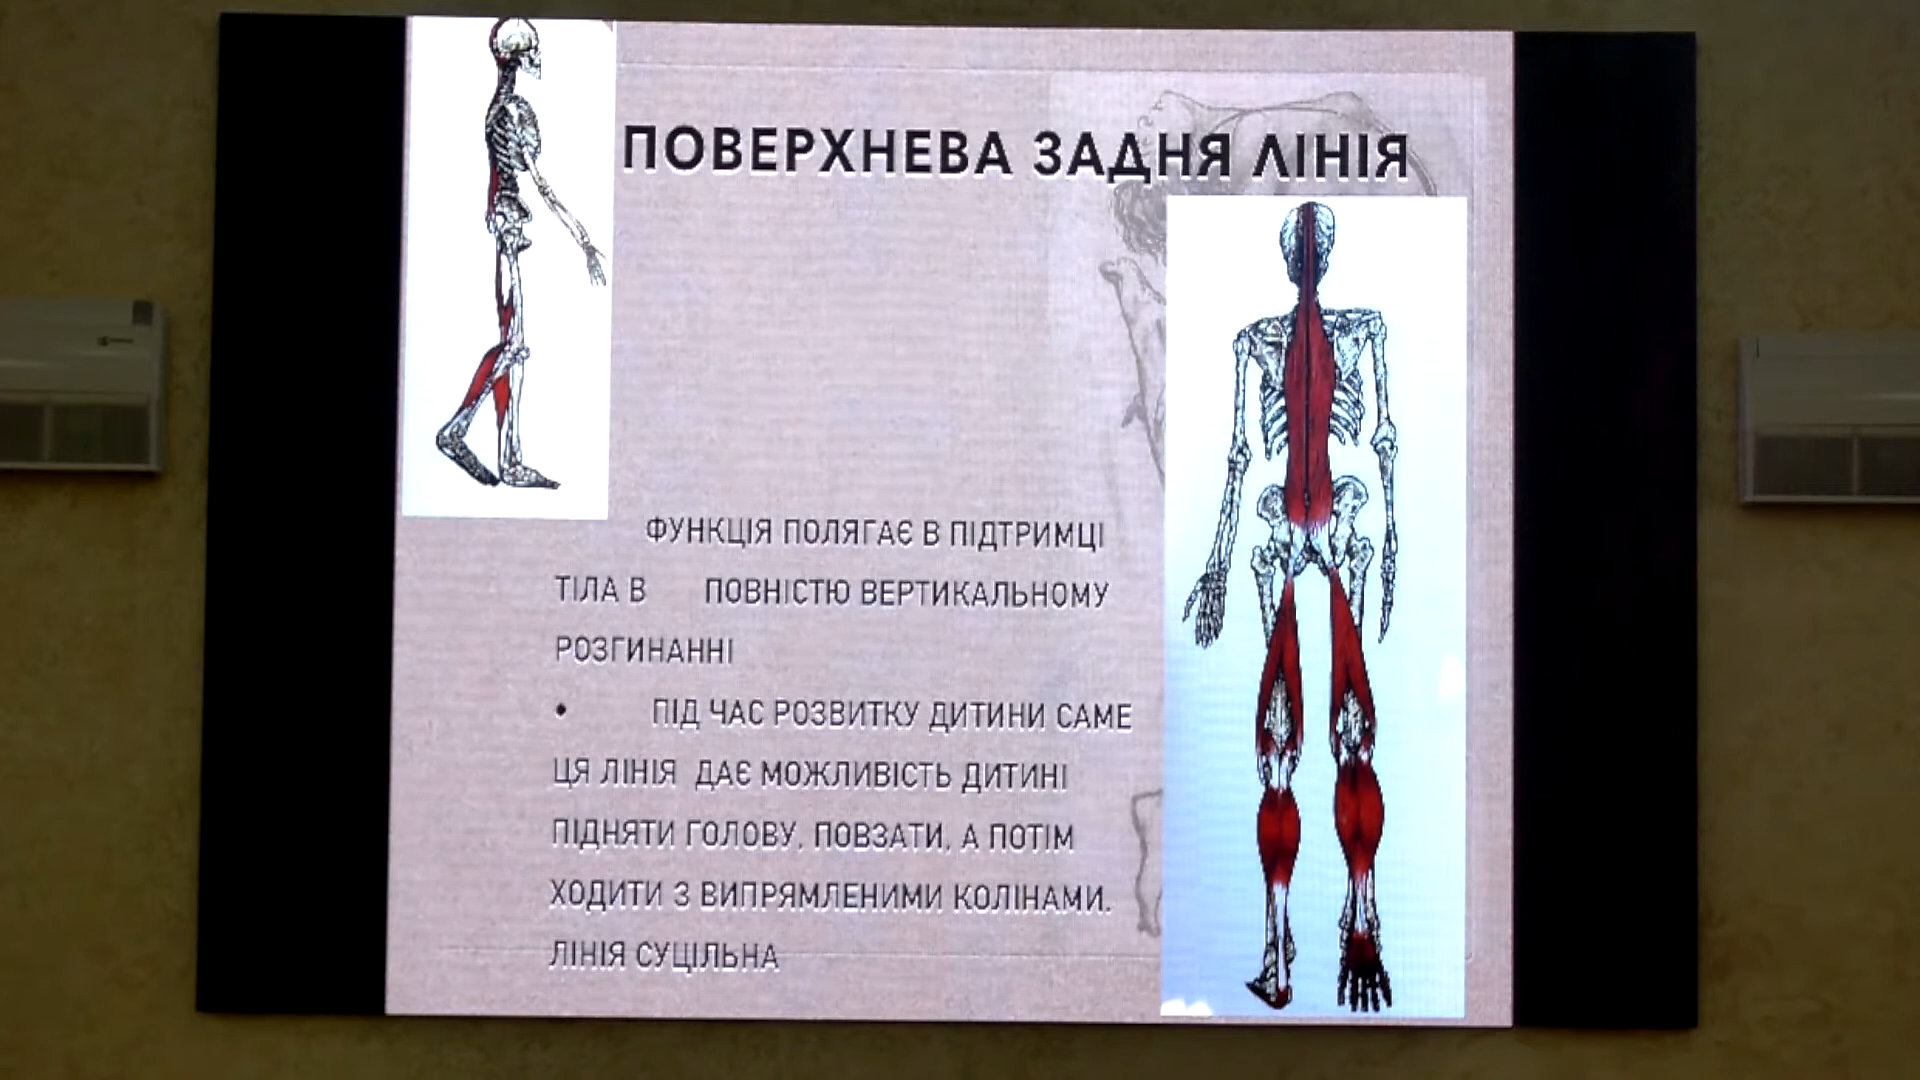 ПОВЕРХНЕВА ЗАДНЯ ЛІНІЯ
ФУНКЦІЯ ПОЛЯГАЄ В ПІДТРИМЦІ
ТІЛА В ПОВНІСТЮ ВЕРТИКАЛЬНОМУ
РОЗГИНАННІ
• ПІД ЧАС РОЗВИТКУ ДИТИНИ САМЕ
ЦЯ ЛІНІЯ ДАЄ МОЖЛИВІСТЬ ДИТИНІ
ПІДНЯТИ ГОЛОВУ, ПОВЗАТИ, А ПОТІМ
ХОДИТИ З ВИПРЯМЛЕНИМИ КОЛІНАМИ.
ЛІНІЯ СУЦІЛЬНА